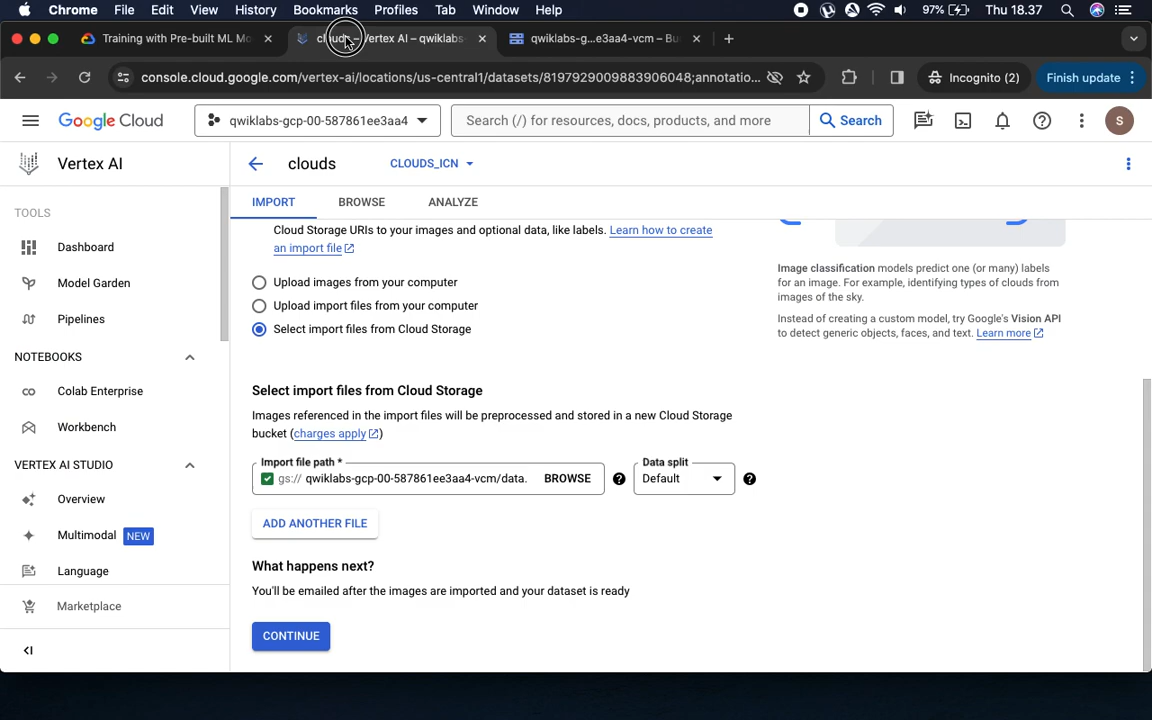 Chrome File Edit View History Bookmarks Profiles Tab Window Help 97% Thu 18.37
Training with Pre-built ML Mo × Vertex AI – qwiklabs- × qwiklabs-g...e3aa4-vcm – Bu × +
console.cloud.google.com/vertex-ai/locations/us-central1/datasets/8197929009883906048;annotatio... Incognito (2) Finish update
Google Cloud qwiklabs-gcp-00-587861ee3aa4 Search (/) for resources, docs, products, and more Search S
Vertex AI
clouds CLOUDS_ICN
IMPORT BROWSE ANALYZE
TOOLS
Dashboard
Model Garden
Pipelines
NOTEBOOKS
Colab Enterprise
Workbench
VERTEX AI STUDIO
Overview
Multimodal NEW
Language
Marketplace
Cloud Storage URIs to your images and optional data, like labels. Learn how to create
an import file
Upload images from your computer
Upload import files from your computer
Select import files from Cloud Storage
Select import files from Cloud Storage
Images referenced in the import files will be preprocessed and stored in a new Cloud Storage
bucket (charges apply)
Import file path *
gs:// qwiklabs-gcp-00-587861ee3aa4-vcm/data. BROWSE
Data split
Default
ADD ANOTHER FILE
What happens next?
You'll be emailed after the images are imported and your dataset is ready
CONTINUE
Image classification models predict one (or many) labels
for an image. For example, identifying types of clouds from
images of the sky.
Instead of creating a custom model, try Google's Vision API
to detect generic objects, faces, and text. Learn more